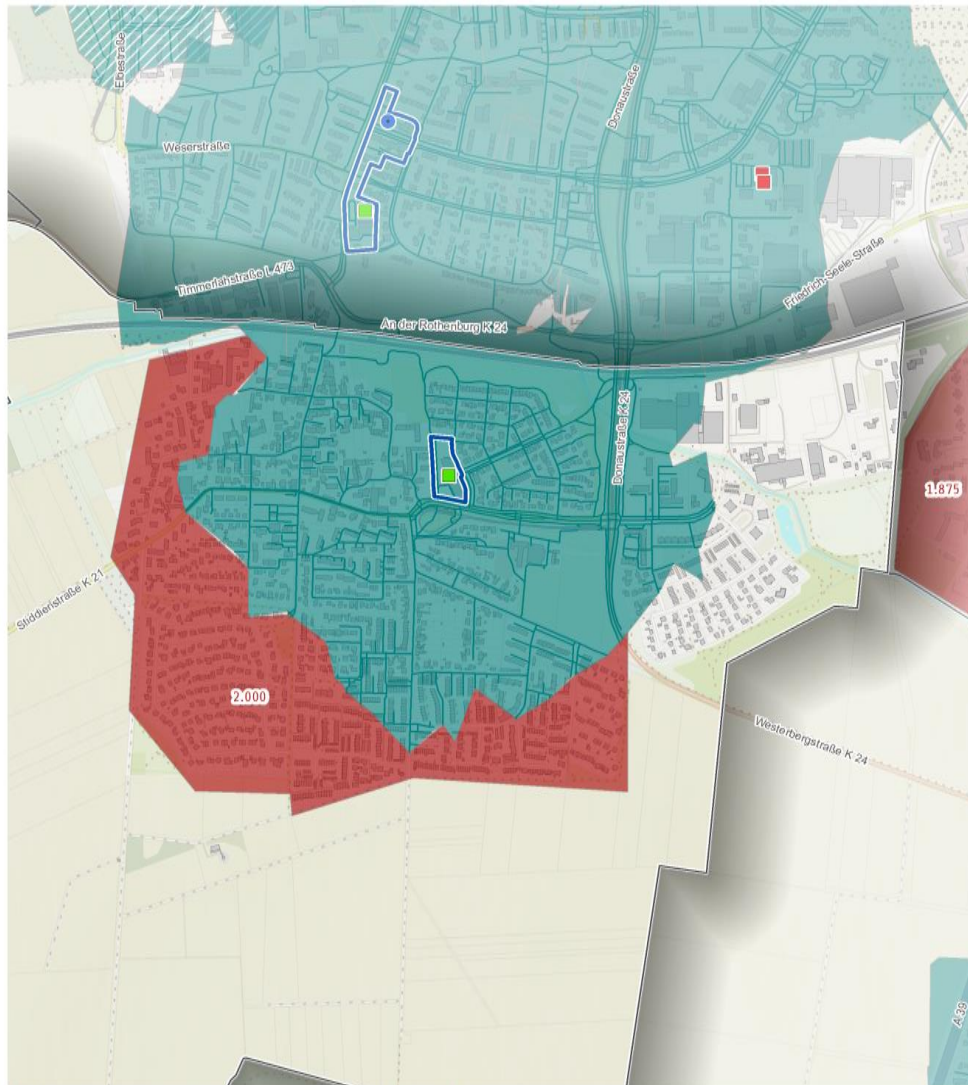 Elbestraße
Donaustraße
Weserstraße
Timmerlahstraße L 473
Friedrich-Seele-Straße
An der Rothenburg K 24
Donaustraße K 24
1.875
Stiddienstraße K 21
2.000
Westerbergstraße K 24
A 39